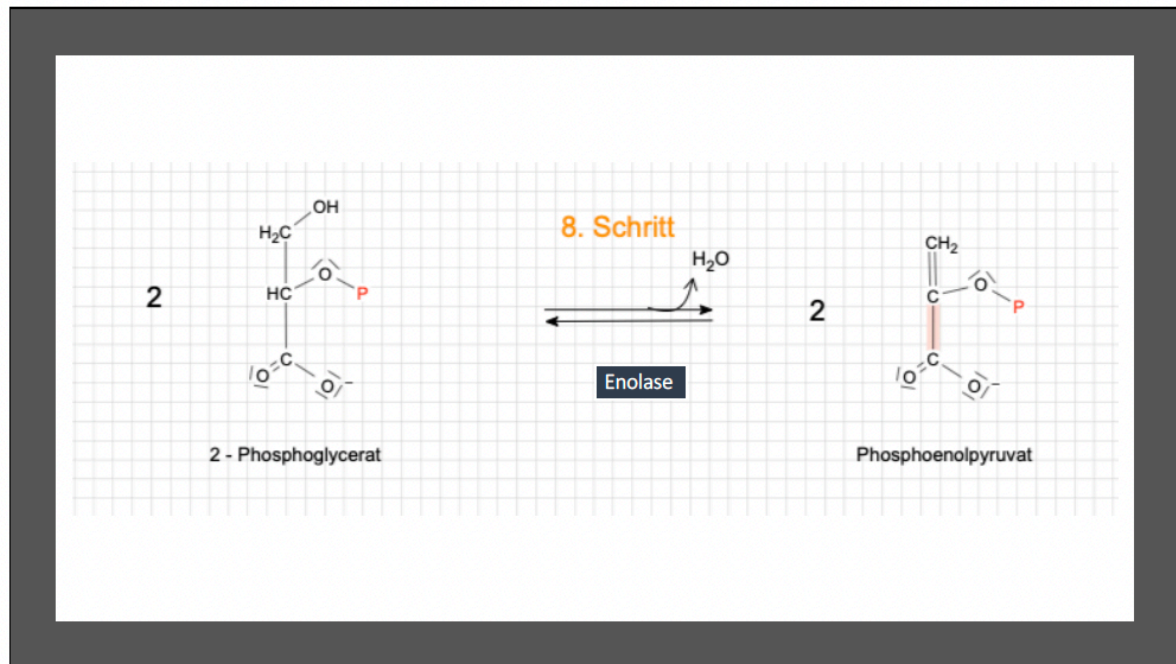 8. Schritt
OH
H₂C
H₂O
O
2
HC
P
C
O
O⁻
Enolase
2 - Phosphoglycerat
2
CH₂
C
O
P
C
O
O⁻
Phosphoenolpyruvat